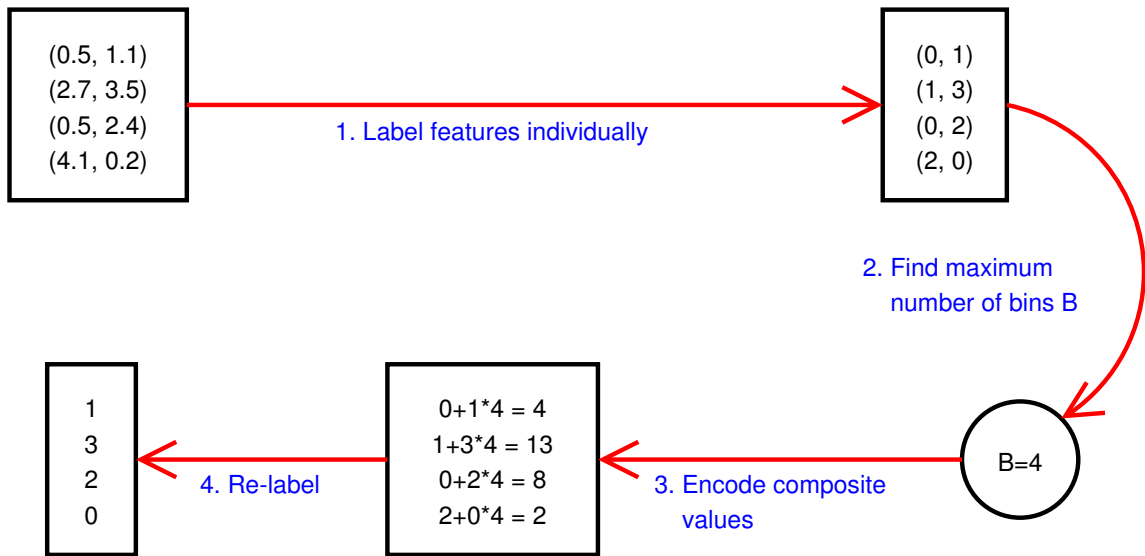 (0.5, 1.1)
(2.7, 3.5)
(0.5, 2.4)
(4.1, 0.2)
1. Label features individually
(0, 1)
(1, 3)
(0, 2)
(2, 0)
2. Find maximum
number of bins B
B=4
3. Encode composite
values
0+1*4 = 4
1+3*4 = 13
0+2*4 = 8
2+0*4 = 2
4. Re-label
1
3
2
0